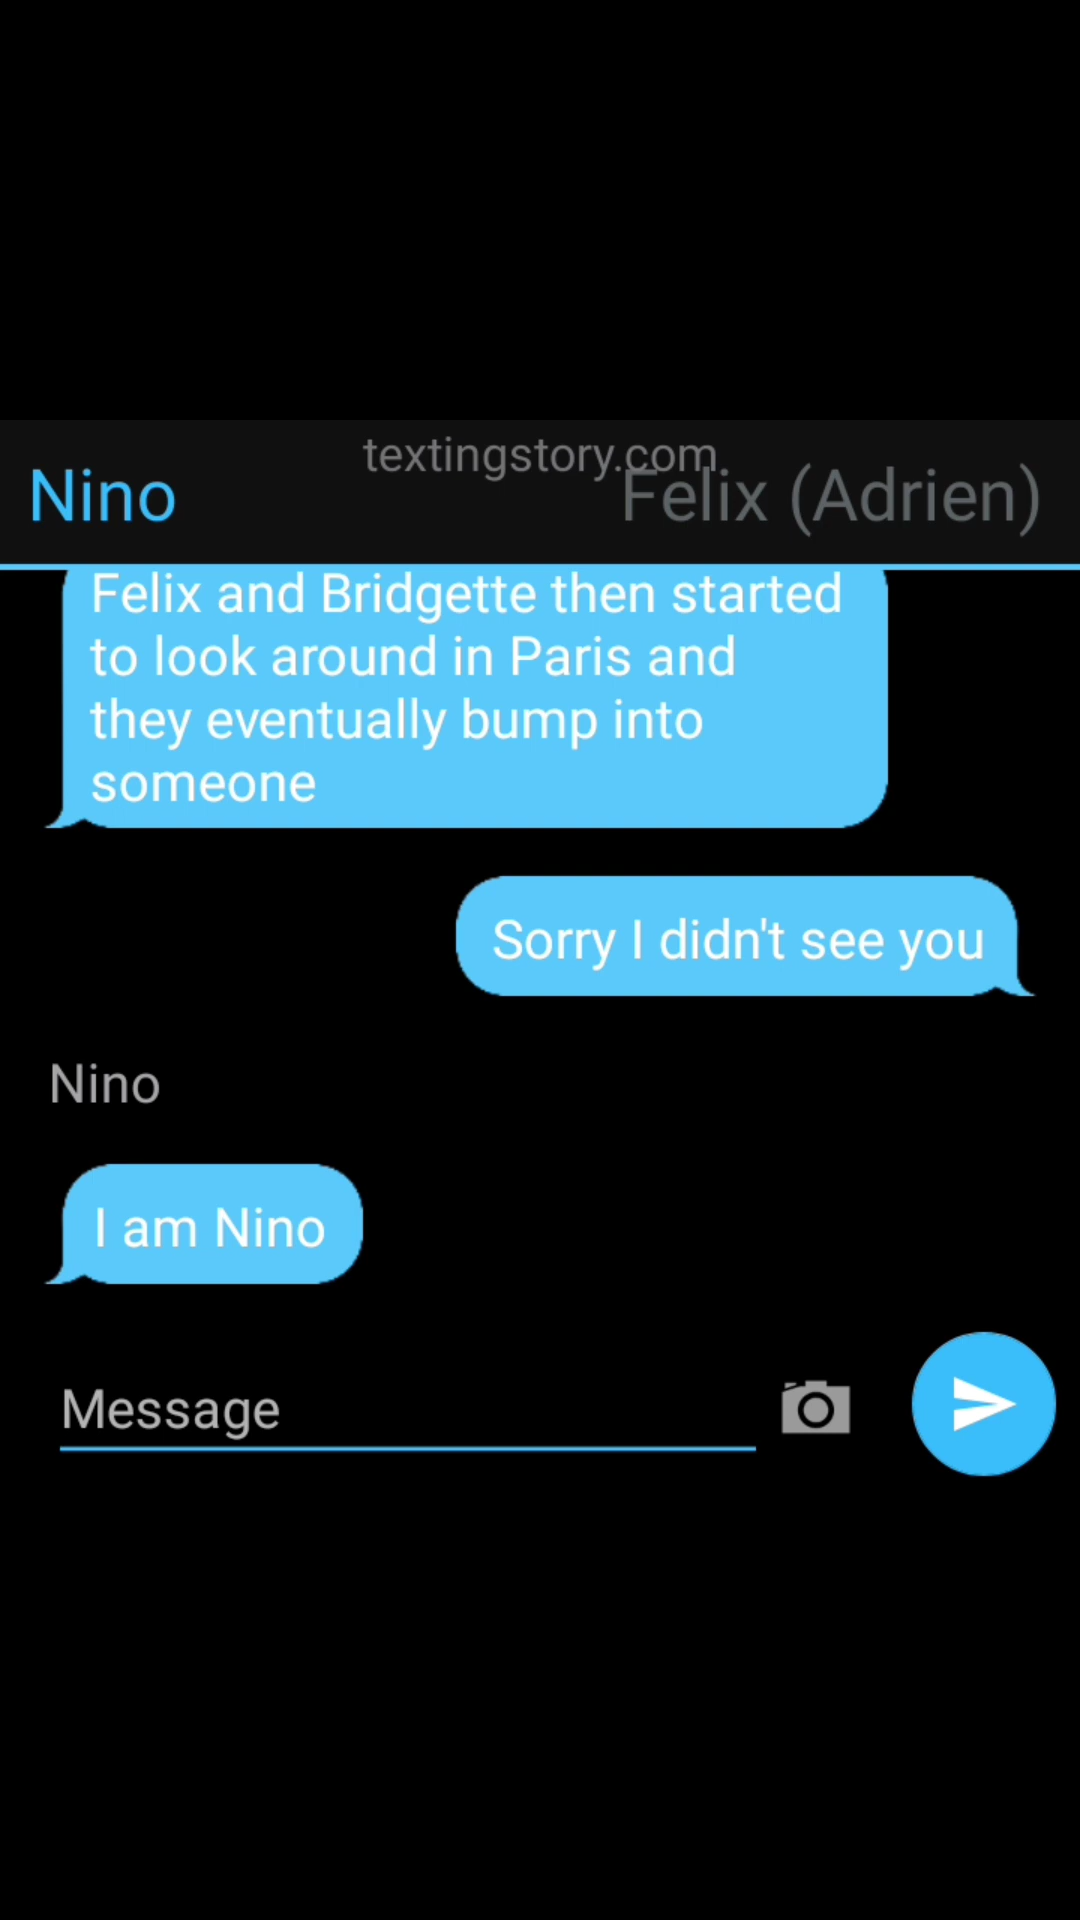 textingstory.com
Nino
Felix (Adrien)
Felix and Bridgette then started
to look around in Paris and
they eventually bump into
someone
Sorry I didn't see you
Nino
I am Nino
Message